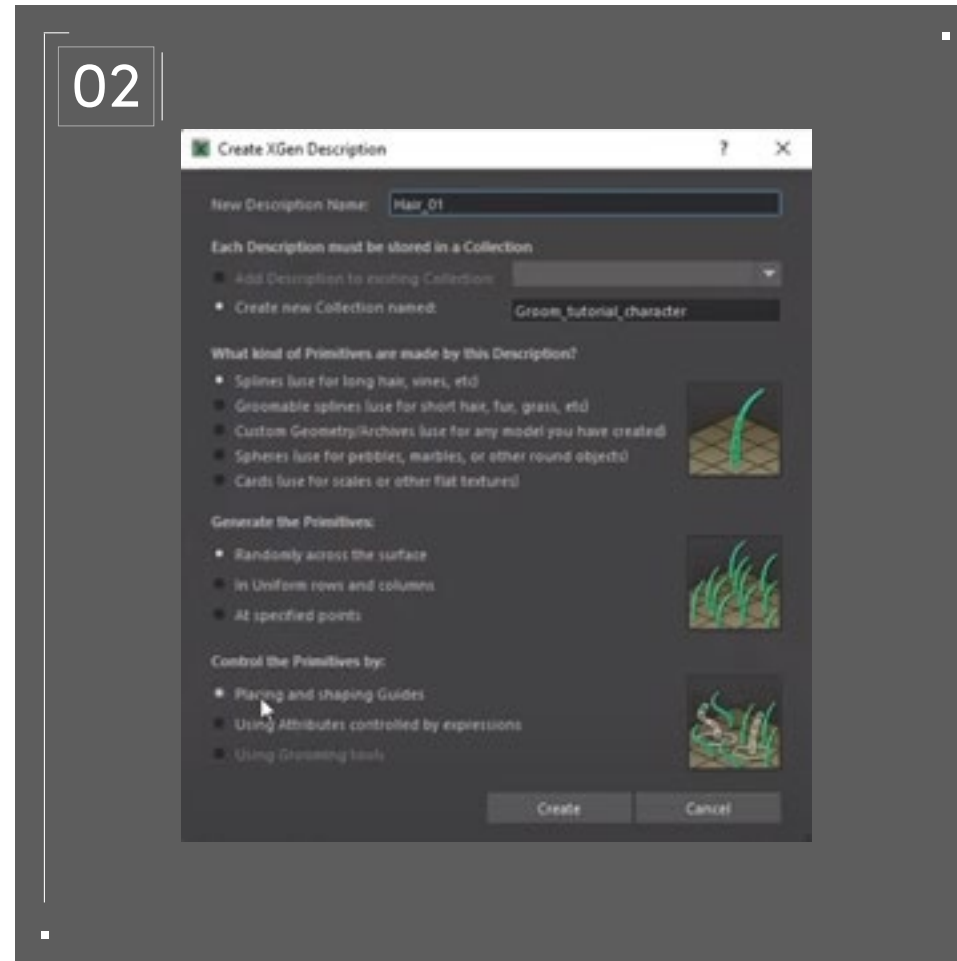 02
Create XGen Description
?
New Description Name: Hair_01
Each Description must be stored in a Collection
Add Description to existing Collection:
Create new Collection named: Groom_tutorial_character
What kind of Primitives are made by this Description?
Splines (use for long hair, vines, etc)
Groomable splines (use for short hair, fur, grass, etc)
Custom Geometry/Archives (use for any model you have created)
Spheres (use for pebbles, marbles, or other round objects)
Cards (use for scales or other flat textures)
Generate the Primitives:
Randomly across the surface
In Uniform rows and columns
At specified points
Control the Primitives by:
Placing and shaping Guides
Using Attributes controlled by expressions
Using Grooming tools
Create Cancel